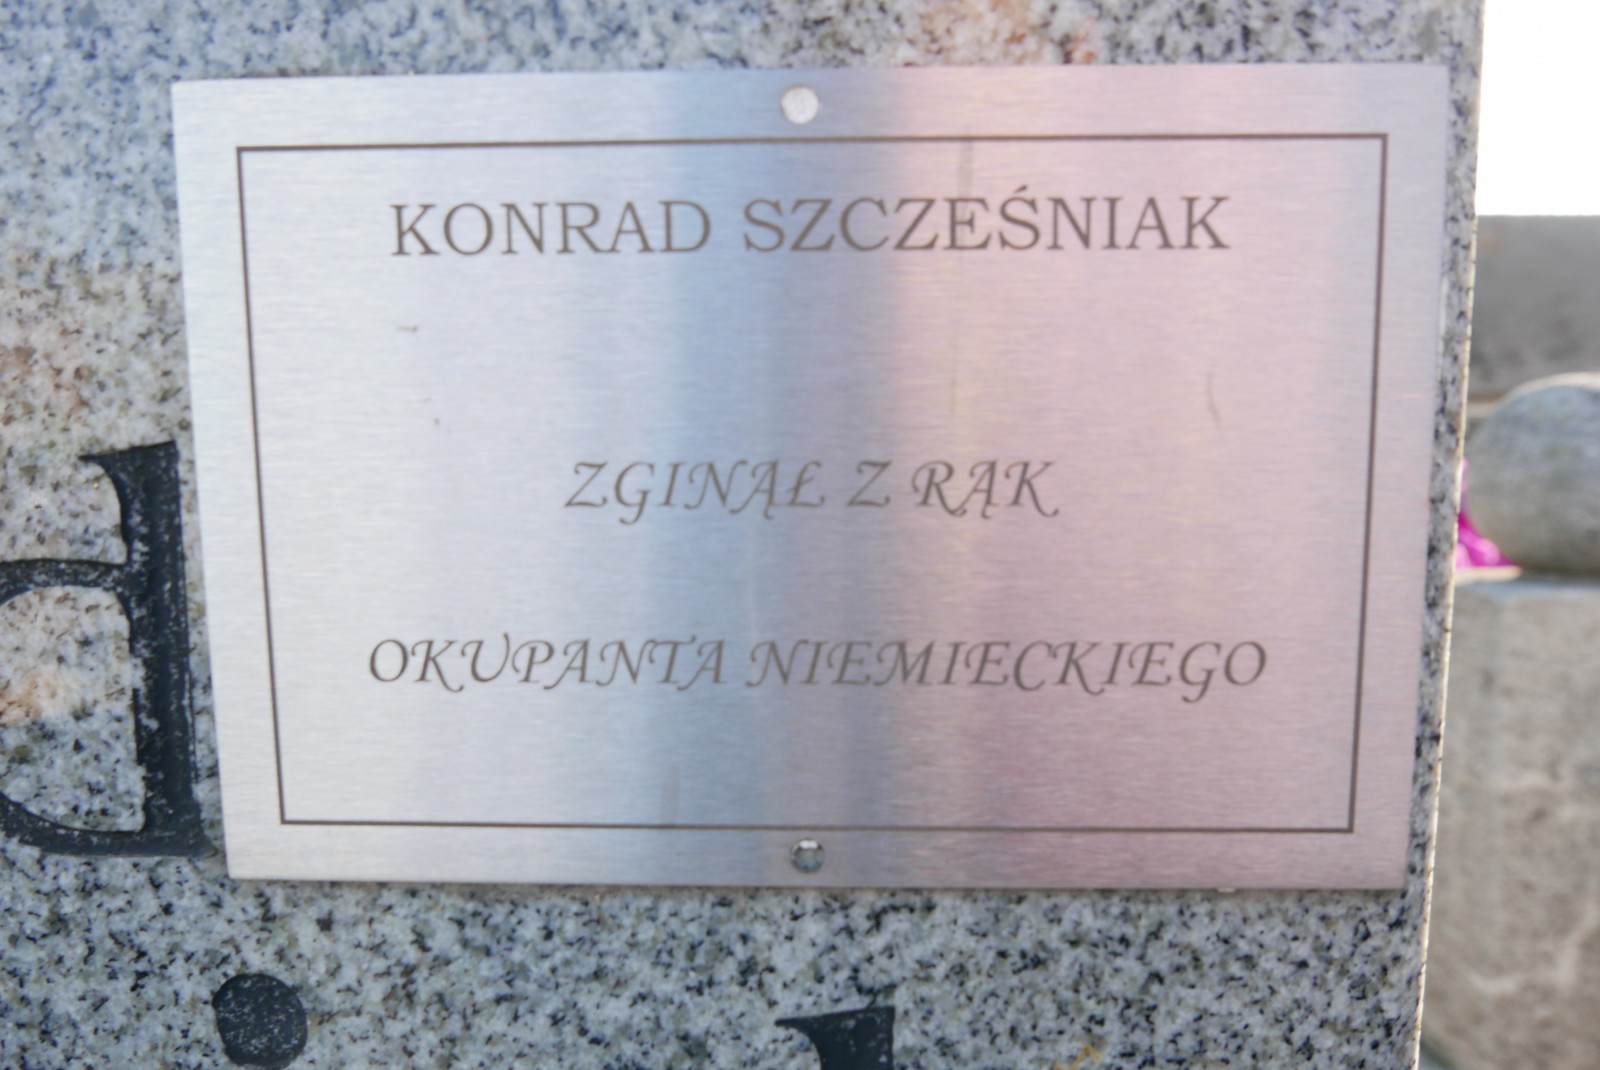 KONRAD SZCZEŚNIAK
ZGINĄŁ Z RĄK
OKUPANTA NIEMIECKIEGO